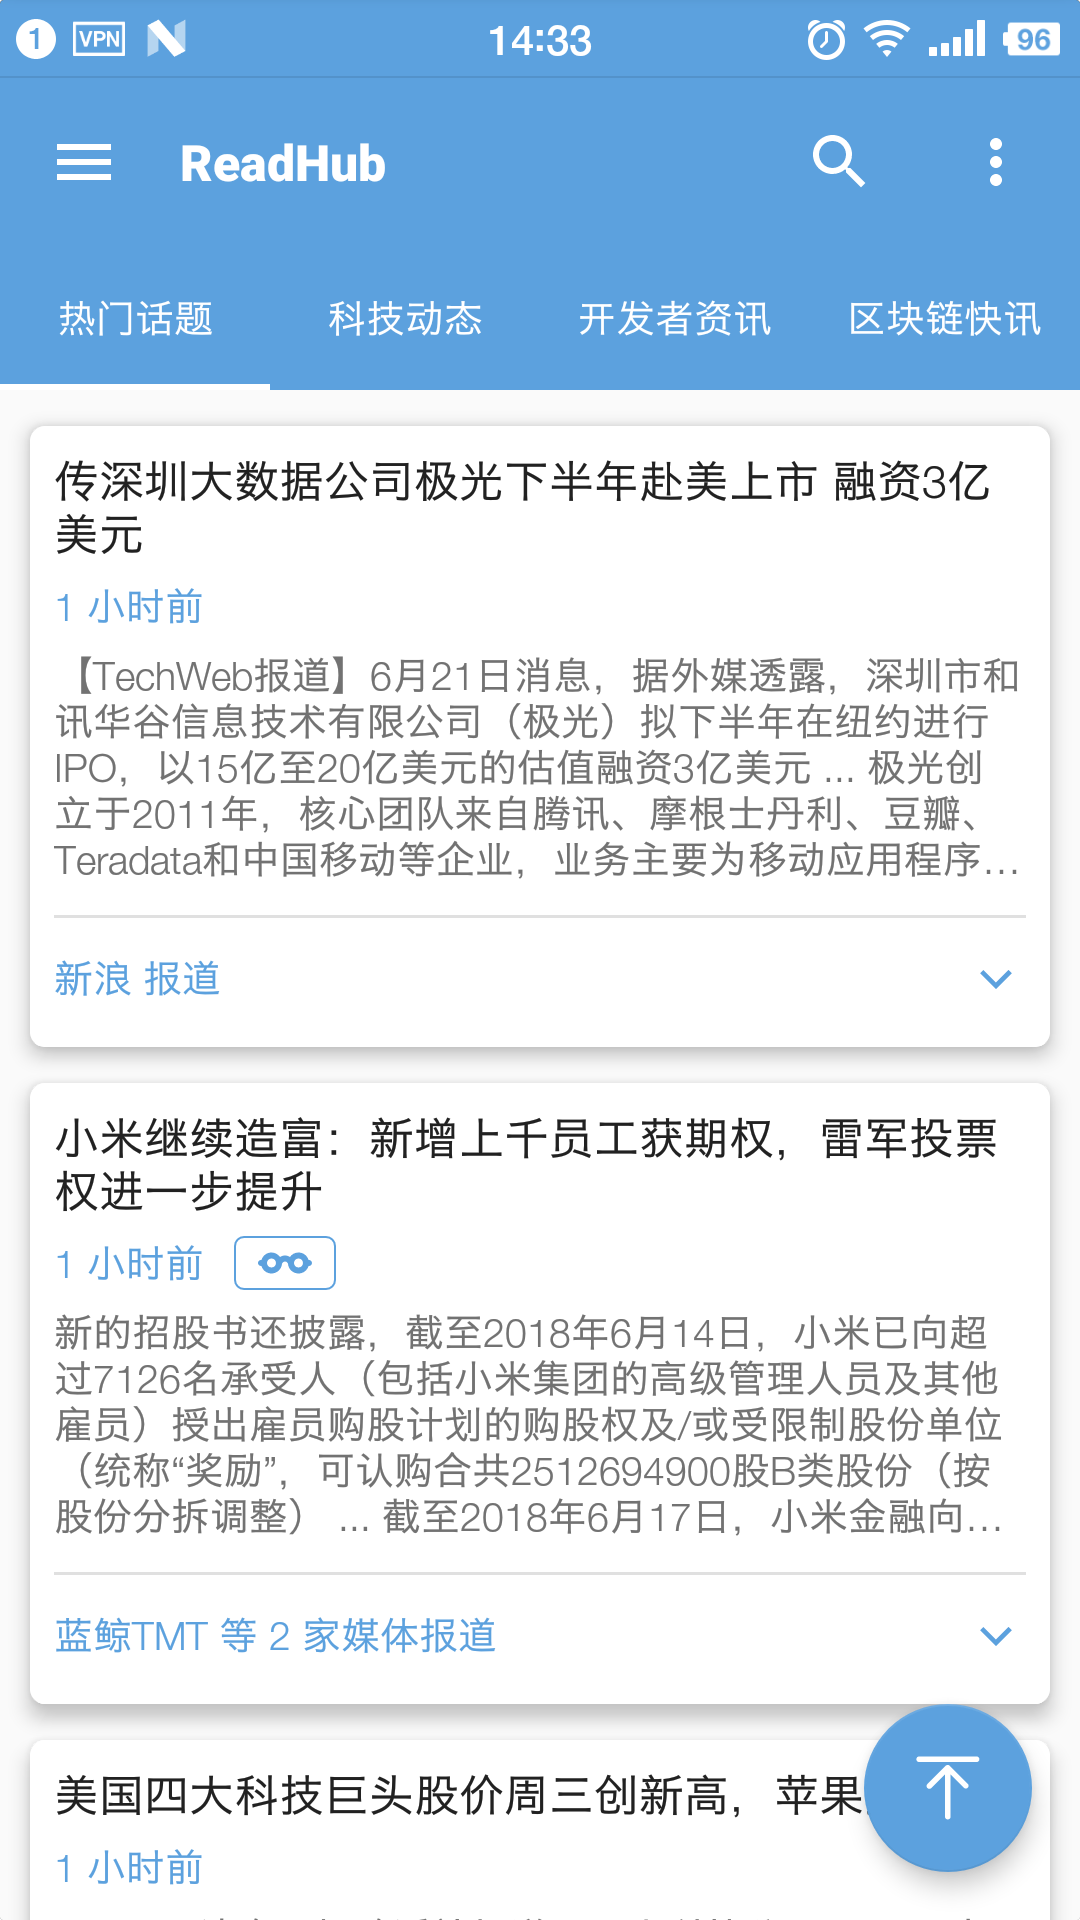 1 VPN 14:33 96
ReadHub
热门话题 科技动态 开发者资讯 区块链快讯
传深圳大数据公司极光下半年赴美上市 融资3亿
美元
1 小时前
【TechWeb报道】6月21日消息，据外媒透露，深圳市和
讯华谷信息技术有限公司（极光）拟下半年在纽约进行
IPO，以15亿至20亿美元的估值融资3亿美元 ... 极光创
立于2011年，核心团队来自腾讯、摩根士丹利、豆瓣、
Teradata和中国移动等企业，业务主要为移动应用程序...
新浪 报道
小米继续造富：新增上千员工获期权，雷军投票
权进一步提升
1 小时前
新的招股书还披露，截至2018年6月14日，小米已向超
过7126名承受人（包括小米集团的高级管理人员及其他
雇员）授出雇员购股计划的购股权及/或受限制股份单位
（统称“奖励”，可认购合共2512694900股B类股份（按
股份分拆调整） ... 截至2018年6月17日，小米金融向...
蓝鲸TMT 等 2 家媒体报道
美国四大科技巨头股价周三创新高，苹果
1 小时前